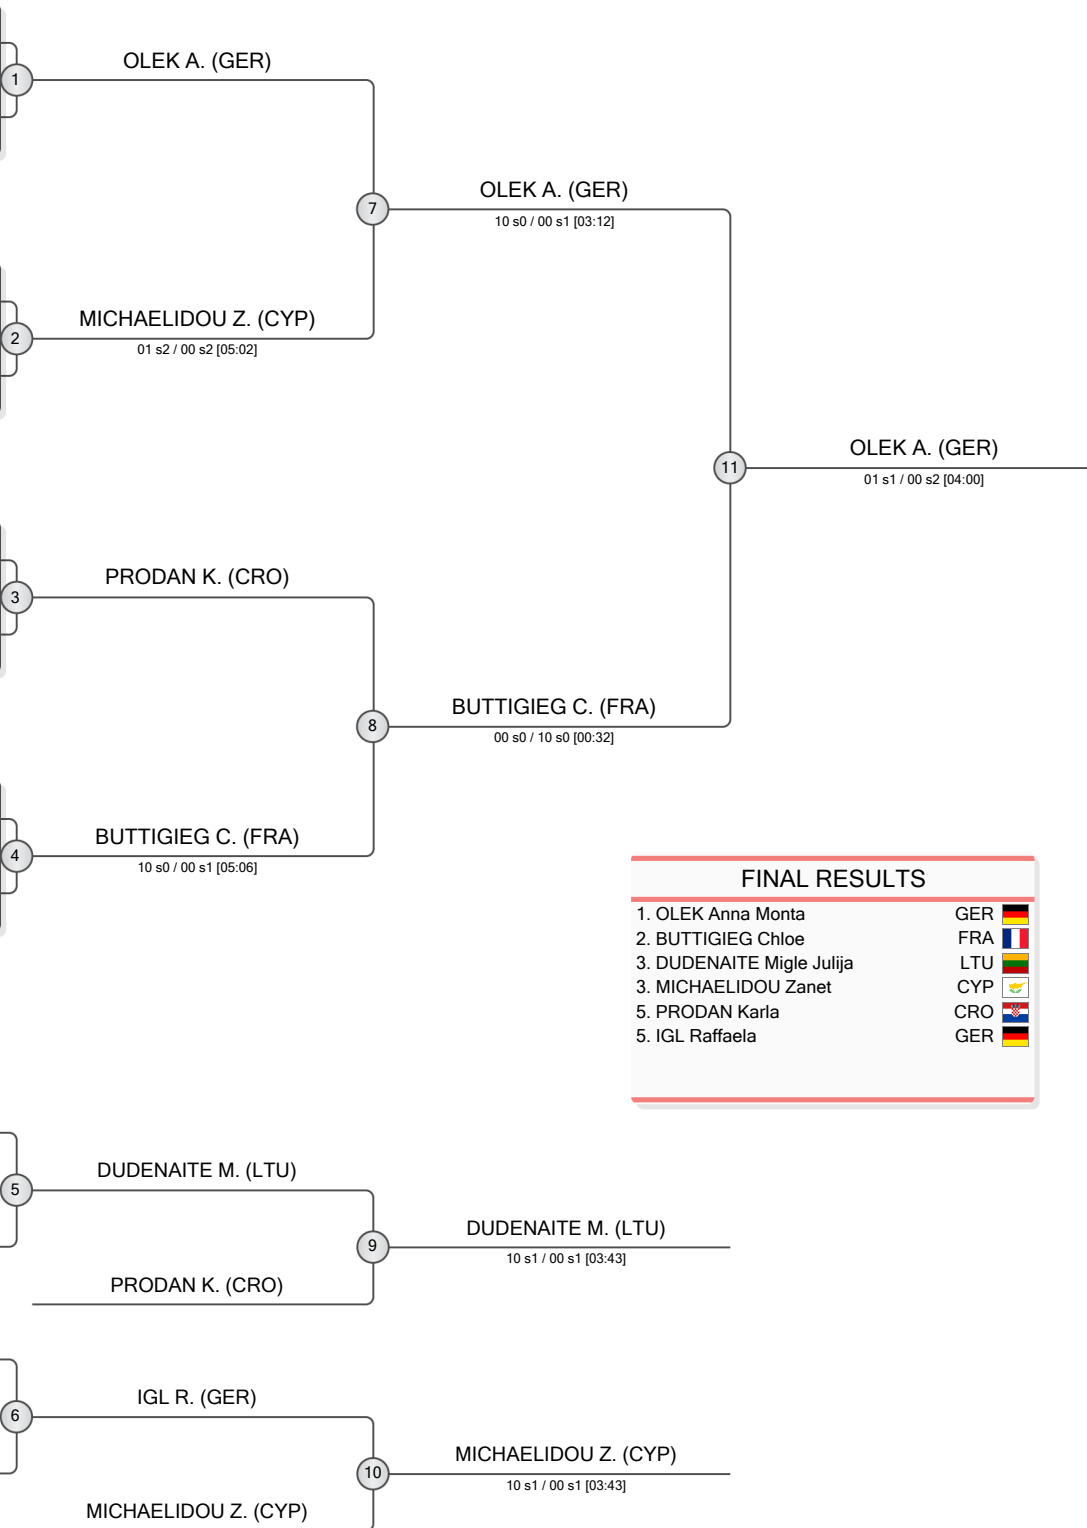 OLEK A. (GER)
1
OLEK A. (GER)
7
10 s0 / 00 s1 [03:12]
MICHAELIDOU Z. (CYP)
2
01 s2 / 00 s2 [05:02]
OLEK A. (GER)
11
01 s1 / 00 s2 [04:00]
PRODAN K. (CRO)
3
BUTTIGIEG C. (FRA)
8
00 s0 / 10 s0 [00:32]
BUTTIGIEG C. (FRA)
4
10 s0 / 00 s1 [05:06]
FINAL RESULTS
1. OLEK Anna Monta GER
2. BUTTIGIEG Chloe FRA
3. DUDENAITE Migle Julija LTU
3. MICHAELIDOU Zanet CYP
5. PRODAN Karla CRO
5. IGL Raffaela GER
DUDENAITE M. (LTU)
5
DUDENAITE M. (LTU)
9
10 s1 / 00 s1 [03:43]
PRODAN K. (CRO)
IGL R. (GER)
6
MICHAELIDOU Z. (CYP)
10
10 s1 / 00 s1 [03:43]
MICHAELIDOU Z. (CYP)